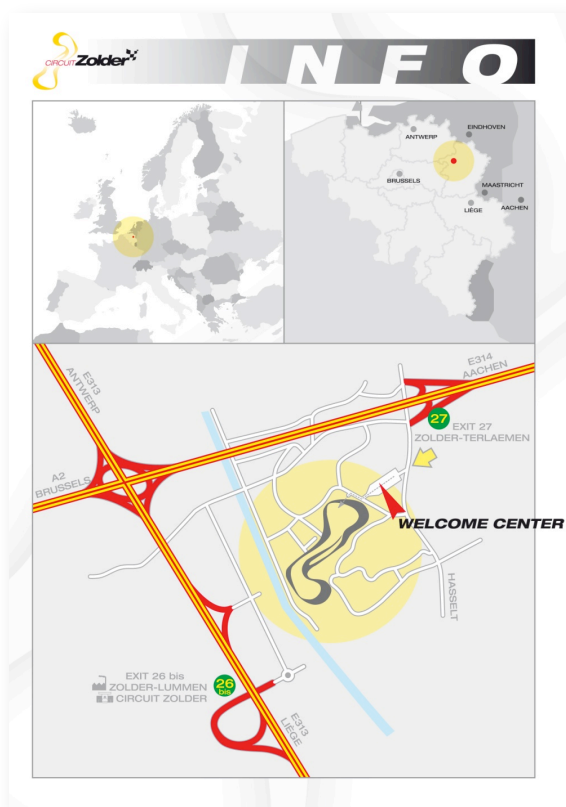 CIRCUIT Zolder
INFO
ANTWERP
EINDHOVEN
BRUSSELS
MAASTRICHT
LIÈGE
AACHEN
E313
ANTWERP
E314
AACHEN
27
EXIT 27
ZOLDER-TERLAEMEN
A2
BRUSSELS
WELCOME CENTER
HASSELT
EXIT 26 bis
ZOLDER-LUMMEN
CIRCUIT ZOLDER
26
bis
E313
LIÈGE